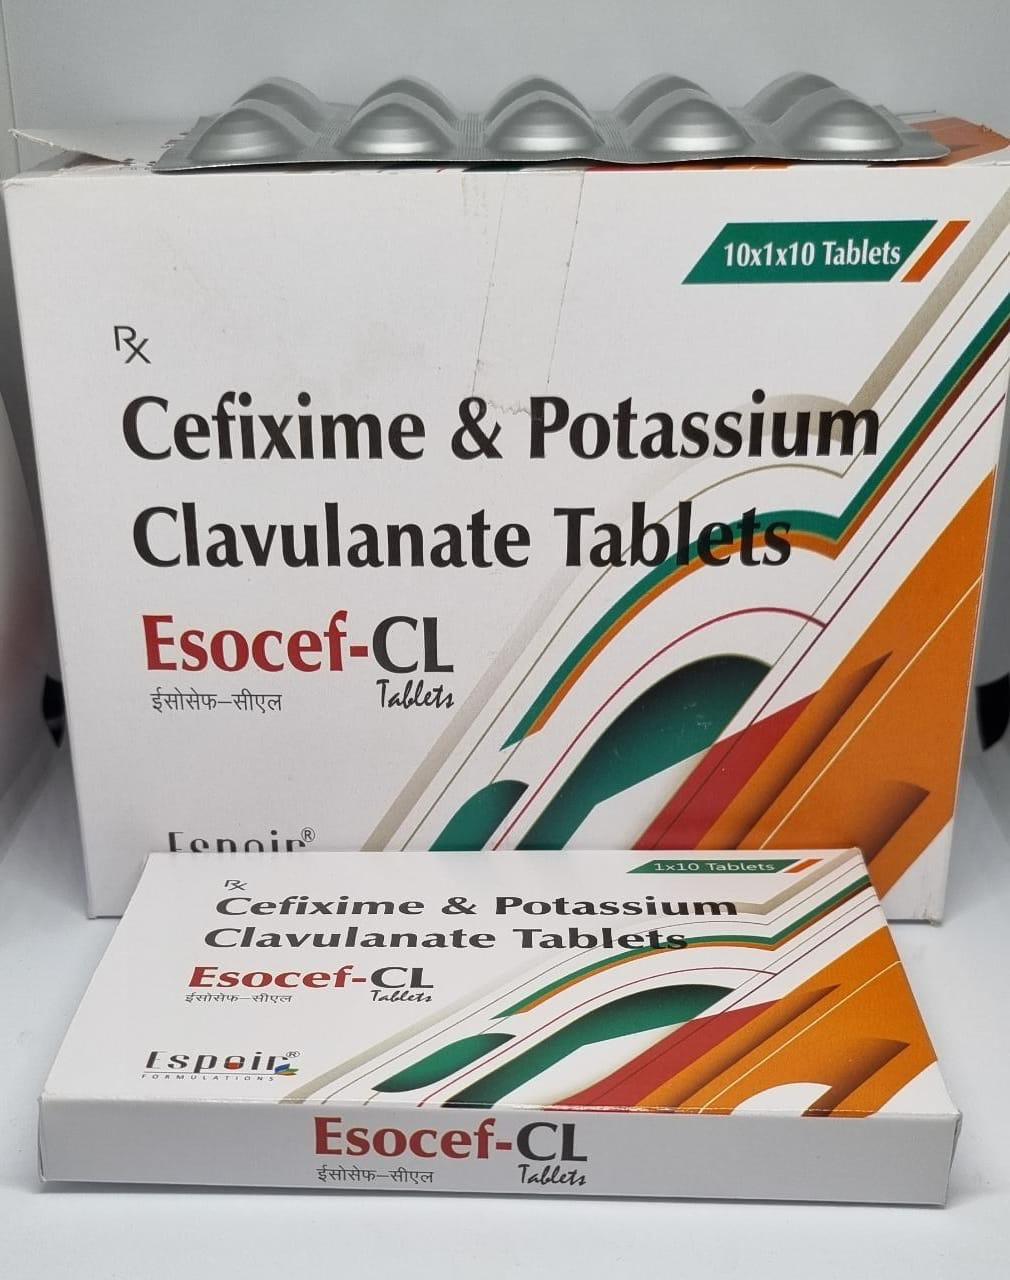 10x1x10 Tablets
Rx
Cefixime & Potassium
Clavulanate Tablets
Esocef-CL
ईसोसेफ–सीएल Tablets
Espoir®
1x10 Tablets
Rx
Cefixime & Potassium
Clavulanate Tablets
Esocef-CL
ईसोसेफ–सीएल Tablets
Espoir®
FORMULATIONS
Esocef-CL
ईसोसेफ–सीएल Tablets